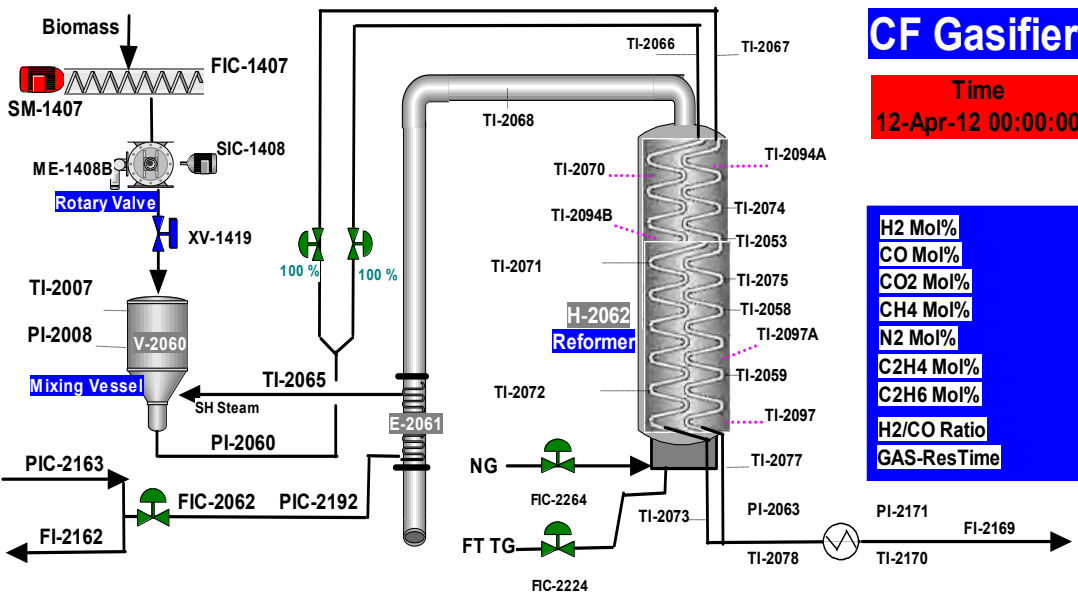 CF Gasifier
Biomass
FIC-1407
SM-1407
TI-2066
TI-2067
Time
12-Apr-12 00:00:00
TI-2068
SIC-1408
ME-1408B
Rotary Valve
XV-1419
TI-2070
TI-2094A
TI-2094B
TI-2074
TI-2053
TI-2071
TI-2075
TI-2058
100 %
100 %
TI-2007
PI-2008
V-2060
Mixing Vessel
H-2062
Reformer
TI-2097A
TI-2059
TI-2072
TI-2097
TI-2065
SH Steam
E-2061
PI-2060
H2 Mol%
CO Mol%
CO2 Mol%
CH4 Mol%
N2 Mol%
C2H4 Mol%
C2H6 Mol%
H2/CO Ratio
GAS-ResTime
PIC-2163
FIC-2062
PIC-2192
FI-2162
NG
FIC-2264
TI-2077
TI-2073
PI-2063
PI-2171
FI-2169
FT TG
FIC-2224
TI-2078
TI-2170